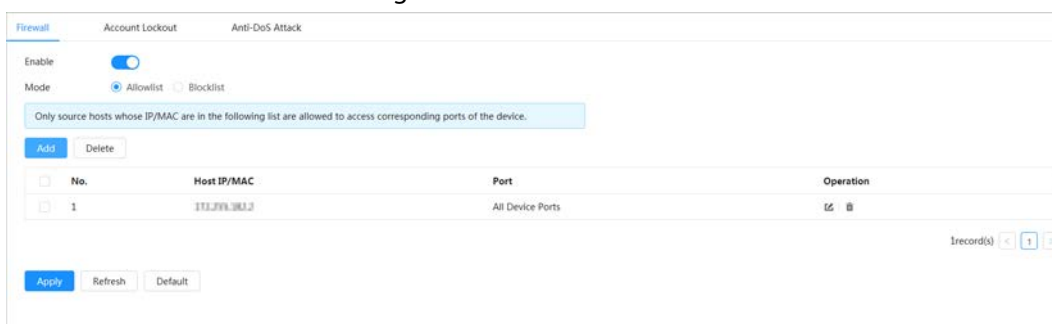 Firewall Account Lockout Anti-DoS Attack
Enable
Mode Allowlist Blocklist
Only source hosts whose IP/MAC are in the following list are allowed to access corresponding ports of the device.
Add Delete
No. Host IP/MAC Port Operation
1 All Device Ports
1record(s) < 1 >
Apply Refresh Default